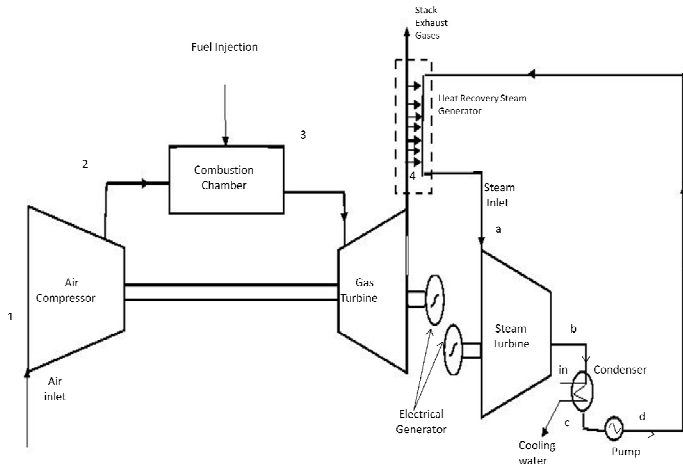 Stack
Exhaust
Gases
Fuel Injection
Heat Recovery Steam
Generator
3
2
Combustion
Chamber
4
Steam
Inlet
a
Air
Compressor
Gas
Turbine
1
Steam
Turbine
b
in
Condenser
Air
inlet
Electrical
Generator
c
d
Cooling
water
Pump